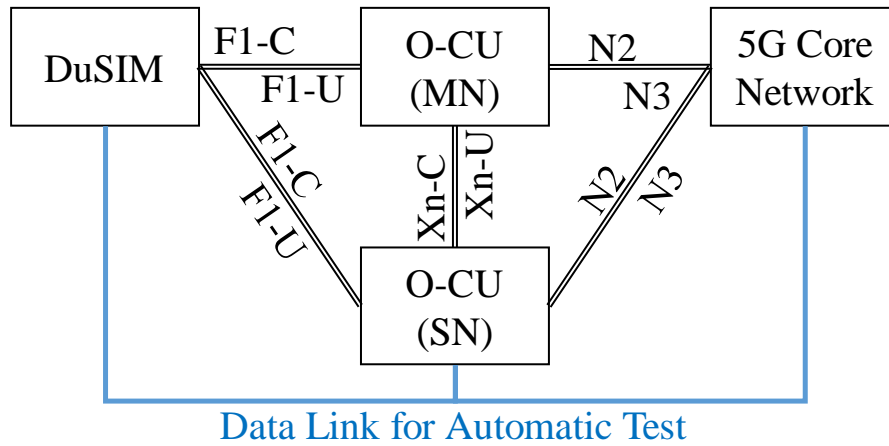 DuSIM
F1-C
F1-U
O-CU
(MN)
N2
N3
5G Core
Network
F1-C
F1-U
Xn-C
Xn-U
N2
N3
O-CU
(SN)
Data Link for Automatic Test